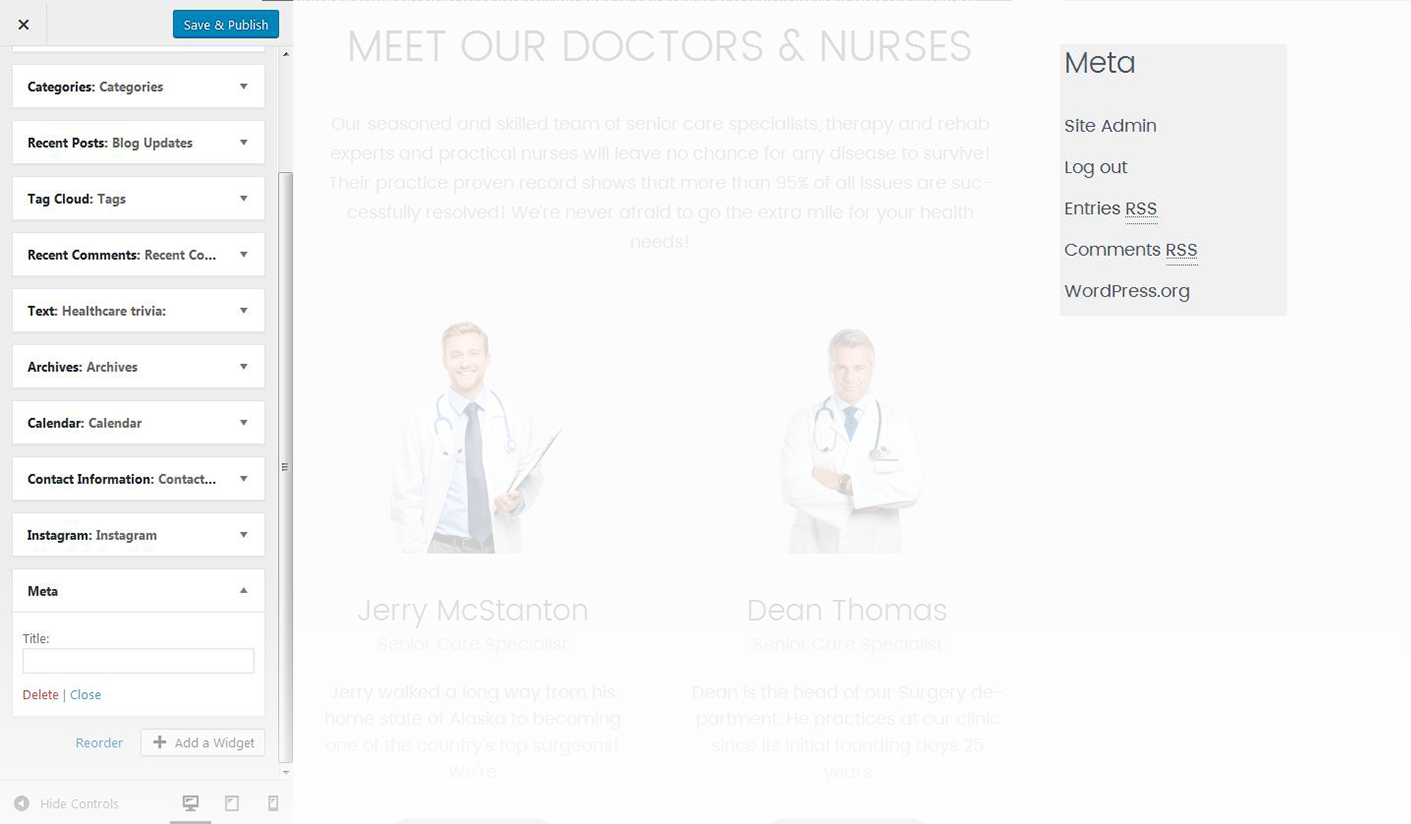 Save & Publish
Categories: Categories
Recent Posts: Blog Updates
Tag Cloud: Tags
Recent Comments: Recent Co...
Text: Healthcare trivia:
Archives: Archives
Calendar: Calendar
Contact Information: Contact...
Instagram: Instagram
Meta
Title:
Delete | Close
Reorder
Add a Widget
Hide Controls
MEET OUR DOCTORS & NURSES
Our seasoned and skilled team of senior care specialists, therapy and rehab
experts and practical nurses will leave no chance for any disease to survive!
Their practice proven record shows that more than 95% of all issues are suc-
cessfully resolved! We're never afraid to go the extra mile for your health
needs!
Jerry McStanton
Senior Care Specialist
Jerry walked a long way from his
home state of Alaska to becoming
one of the country's top surgeons!
We're
Dean Thomas
Senior Care Specialist
Dean is the head of our Surgery de-
partment. He practices at our clinic
since its initial founding days 25
years
Meta
Site Admin
Log out
Entries RSS
Comments RSS
WordPress.org